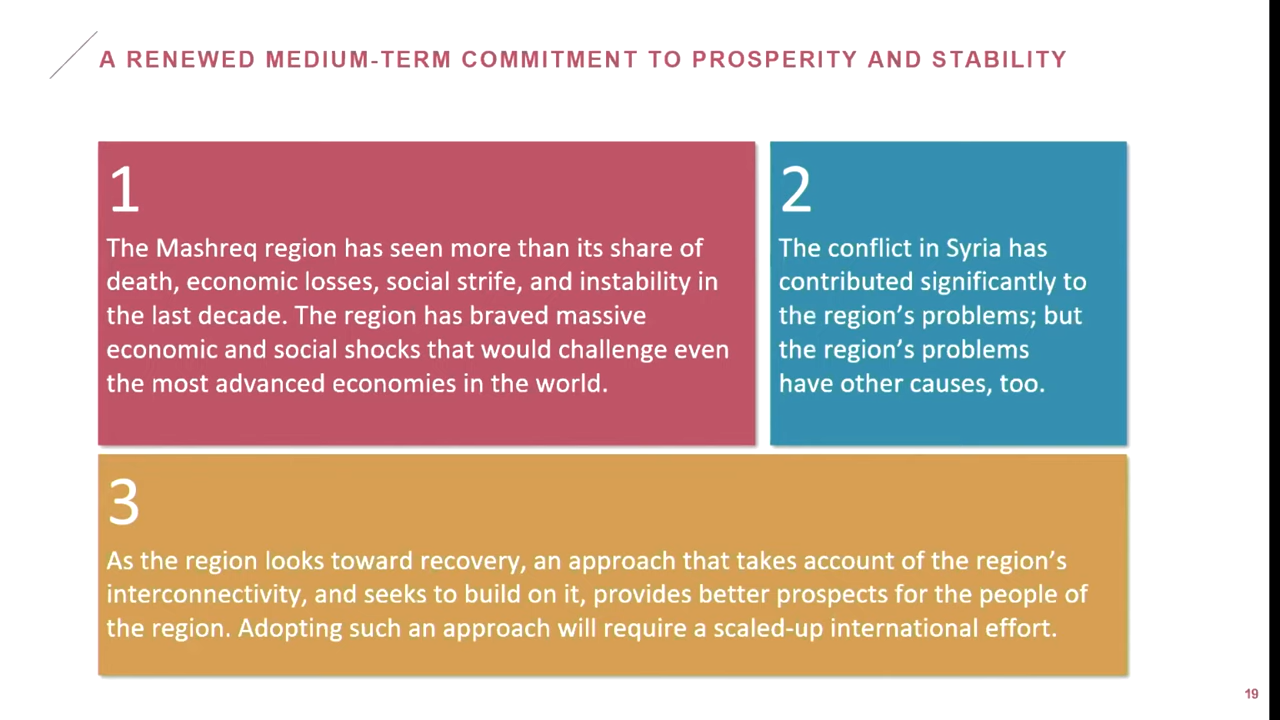 A RENEWED MEDIUM-TERM COMMITMENT TO PROSPERITY AND STABILITY
1
The Mashreq region has seen more than its share of
death, economic losses, social strife, and instability in
the last decade. The region has braved massive
economic and social shocks that would challenge even
the most advanced economies in the world.
2
The conflict in Syria has
contributed significantly to
the region’s problems; but
the region’s problems
have other causes, too.
3
As the region looks toward recovery, an approach that takes account of the region’s
interconnectivity, and seeks to build on it, provides better prospects for the people of
the region. Adopting such an approach will require a scaled-up international effort.
19